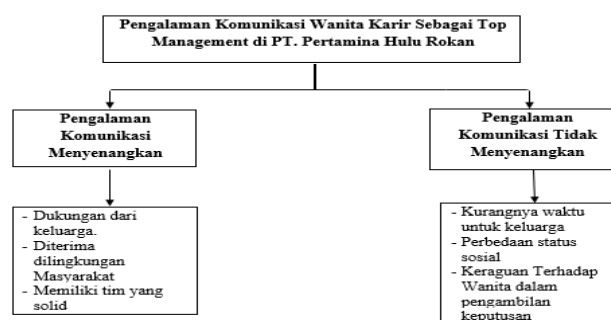 Pengalaman Komunikasi Wanita Karir Sebagai Top
Management di PT. Pertamina Hulu Rokan
Pengalaman
Komunikasi
Menyenangkan
Pengalaman
Komunikasi Tidak
Menyenangkan
- Dukungan dari
keluarga.
- Diterima
dilingkungan
Masyarakat
- Memiliki tim yang
solid
- Kurangnya waktu
untuk keluarga
- Perbedaan status
sosial
- Keraguan Terhadap
Wanita dalam
pengambilan
keputusan